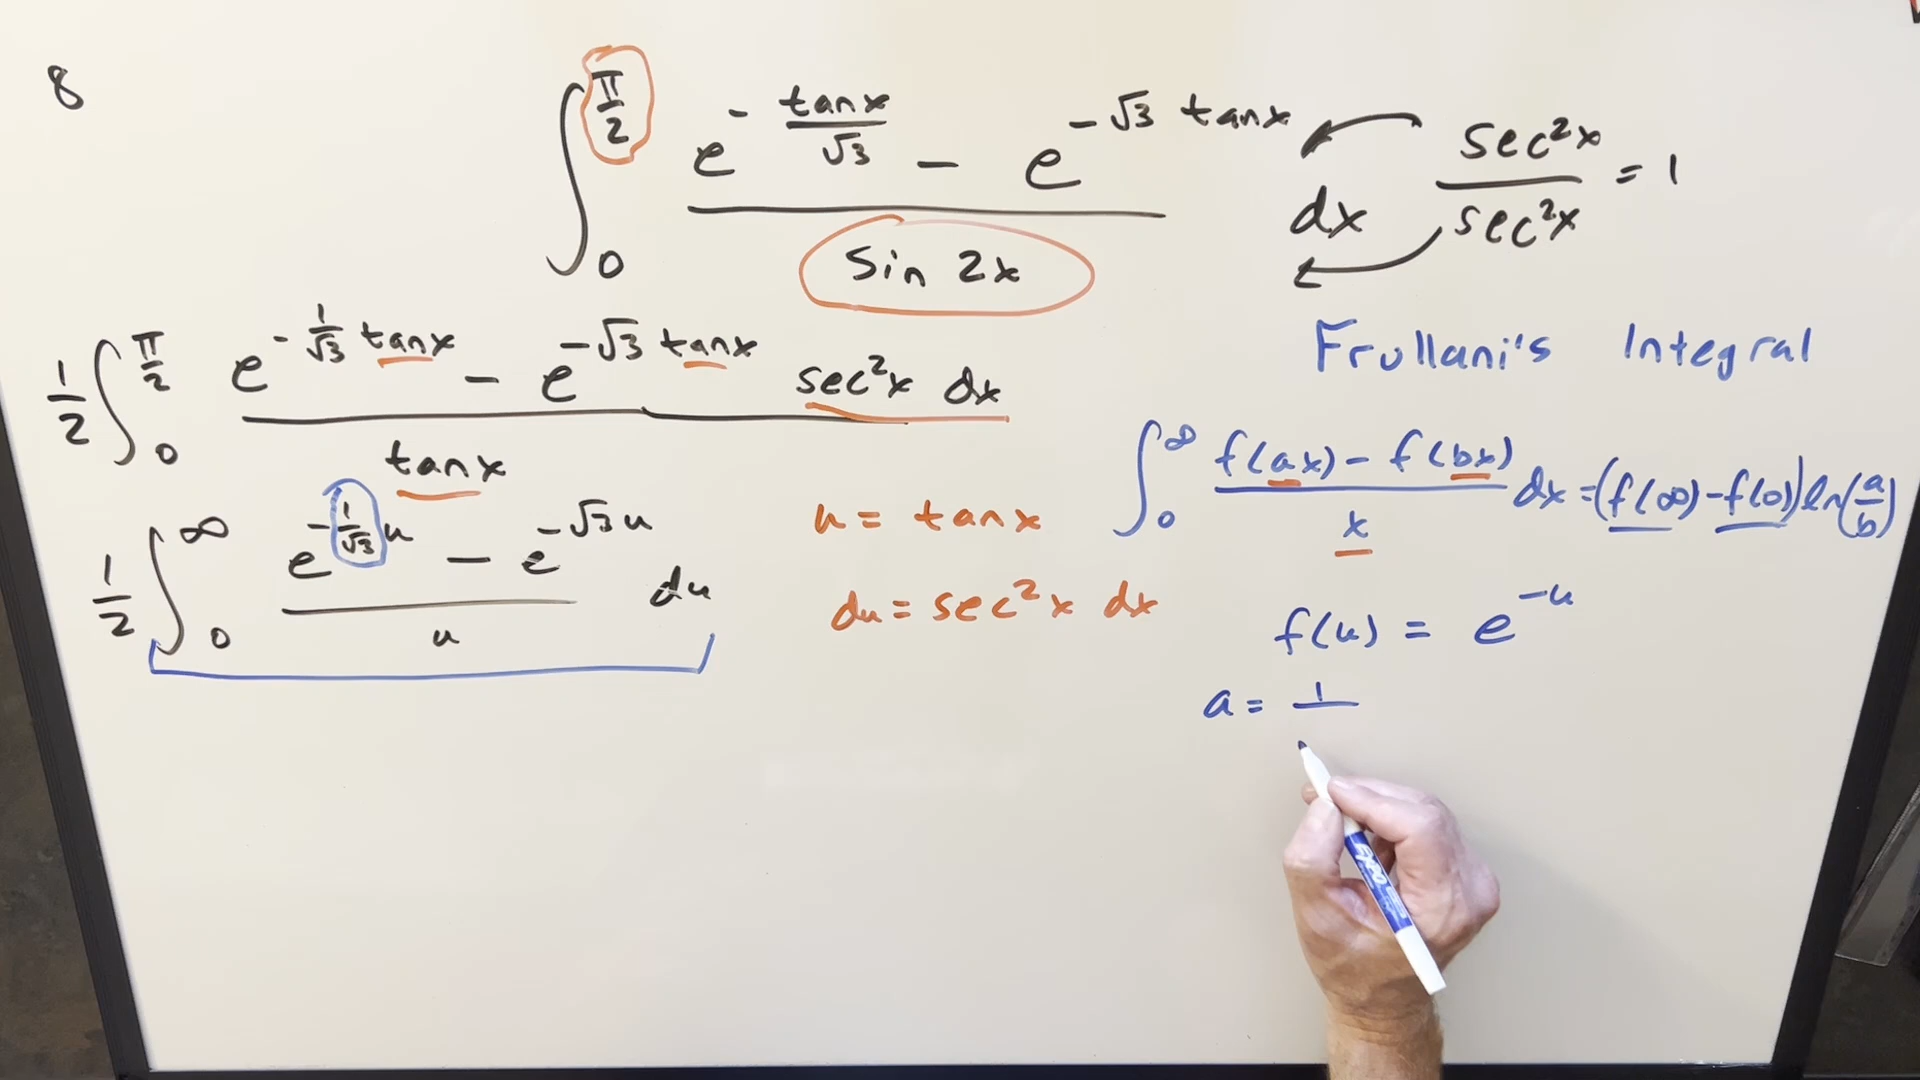 8
∫₀^(π/2) (e^(-tanx/√3) - e^(-√3 tanx)) / (sin 2x) dx   sec²x/sec²x = 1
Frullani's Integral
1/2 ∫₀^(π/2) (e^(-1/√3 tanx) - e^(-√3 tanx) sec²x dx) / tanx
∫₀^∞ (f(ax) - f(bx)) / x dx = (f(∞) - f(0)) ln(a/b)
1/2 ∫₀^∞ (e^(-1/√3 u) - e^(-√3 u)) / u du
u = tanx
du = sec²x dx
f(u) = e^(-u)
a = 1/
EXPO